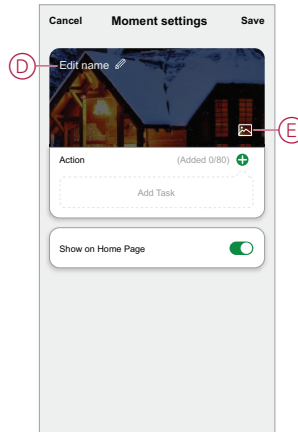 Cancel Moment settings Save
D Edit name
E
Action (Added 0/80)
Add Task
Show on Home Page